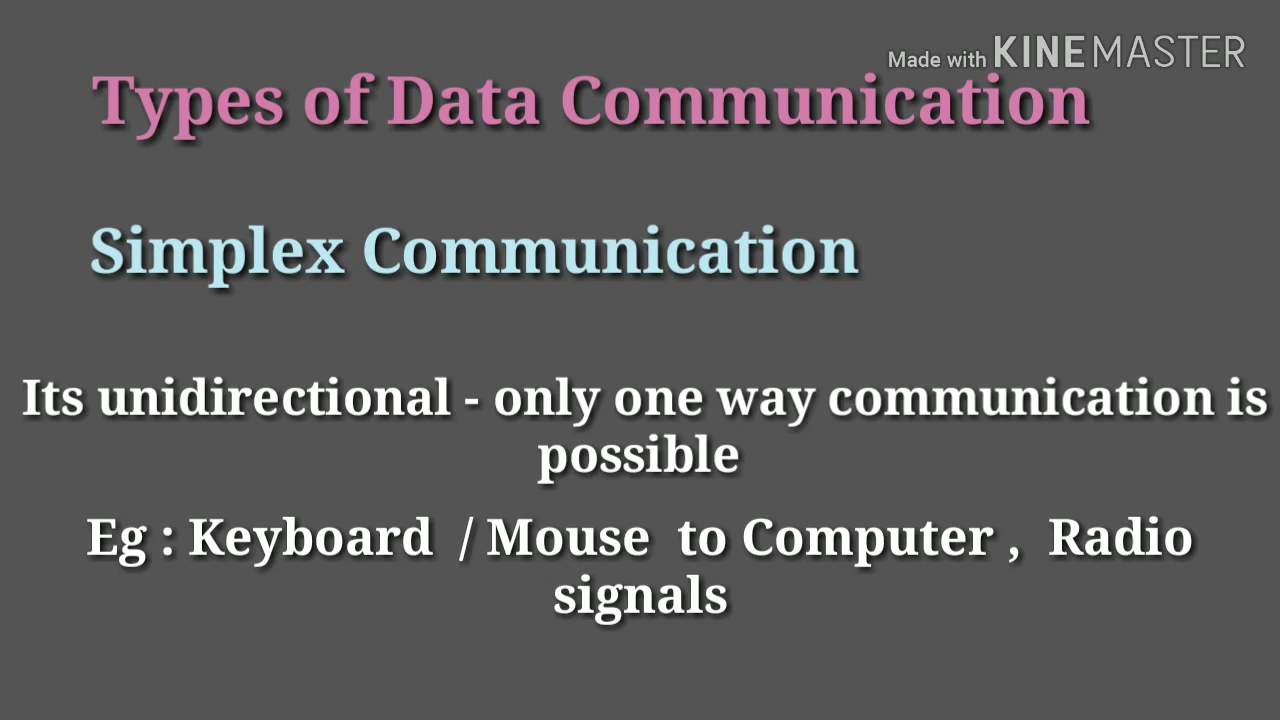 Made with KINEMASTER
Types of Data Communication
Simplex Communication
Its unidirectional - only one way communication is
possible
Eg : Keyboard / Mouse to Computer , Radio
signals